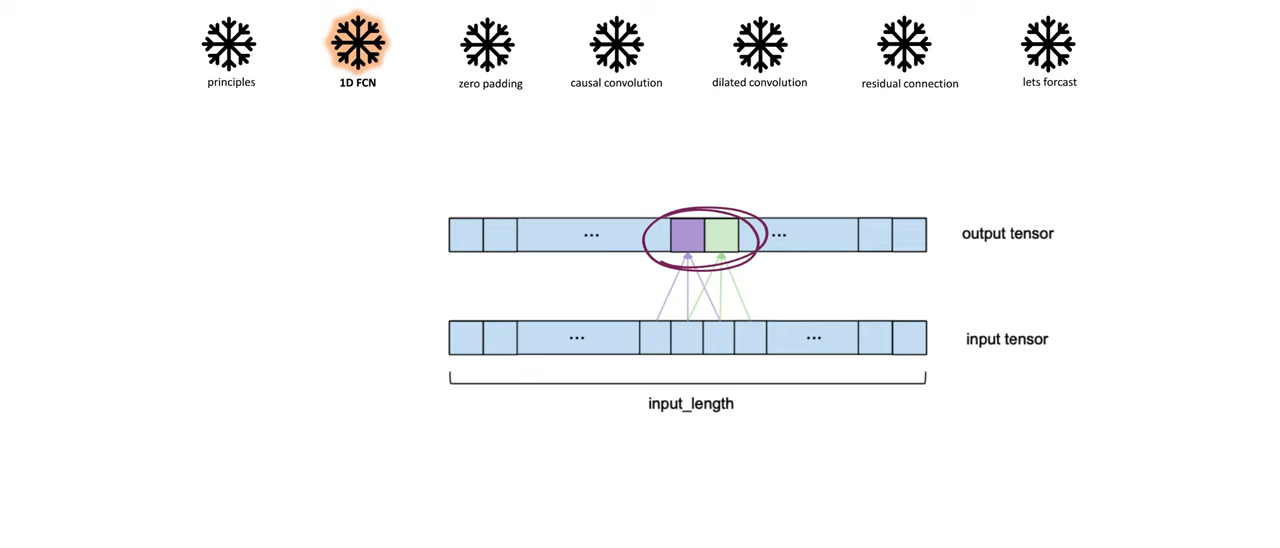 principles
1D FCN
zero padding
causal convolution
dilated convolution
residual connection
lets forcast
... ...
output tensor
... ...
input tensor
input_length